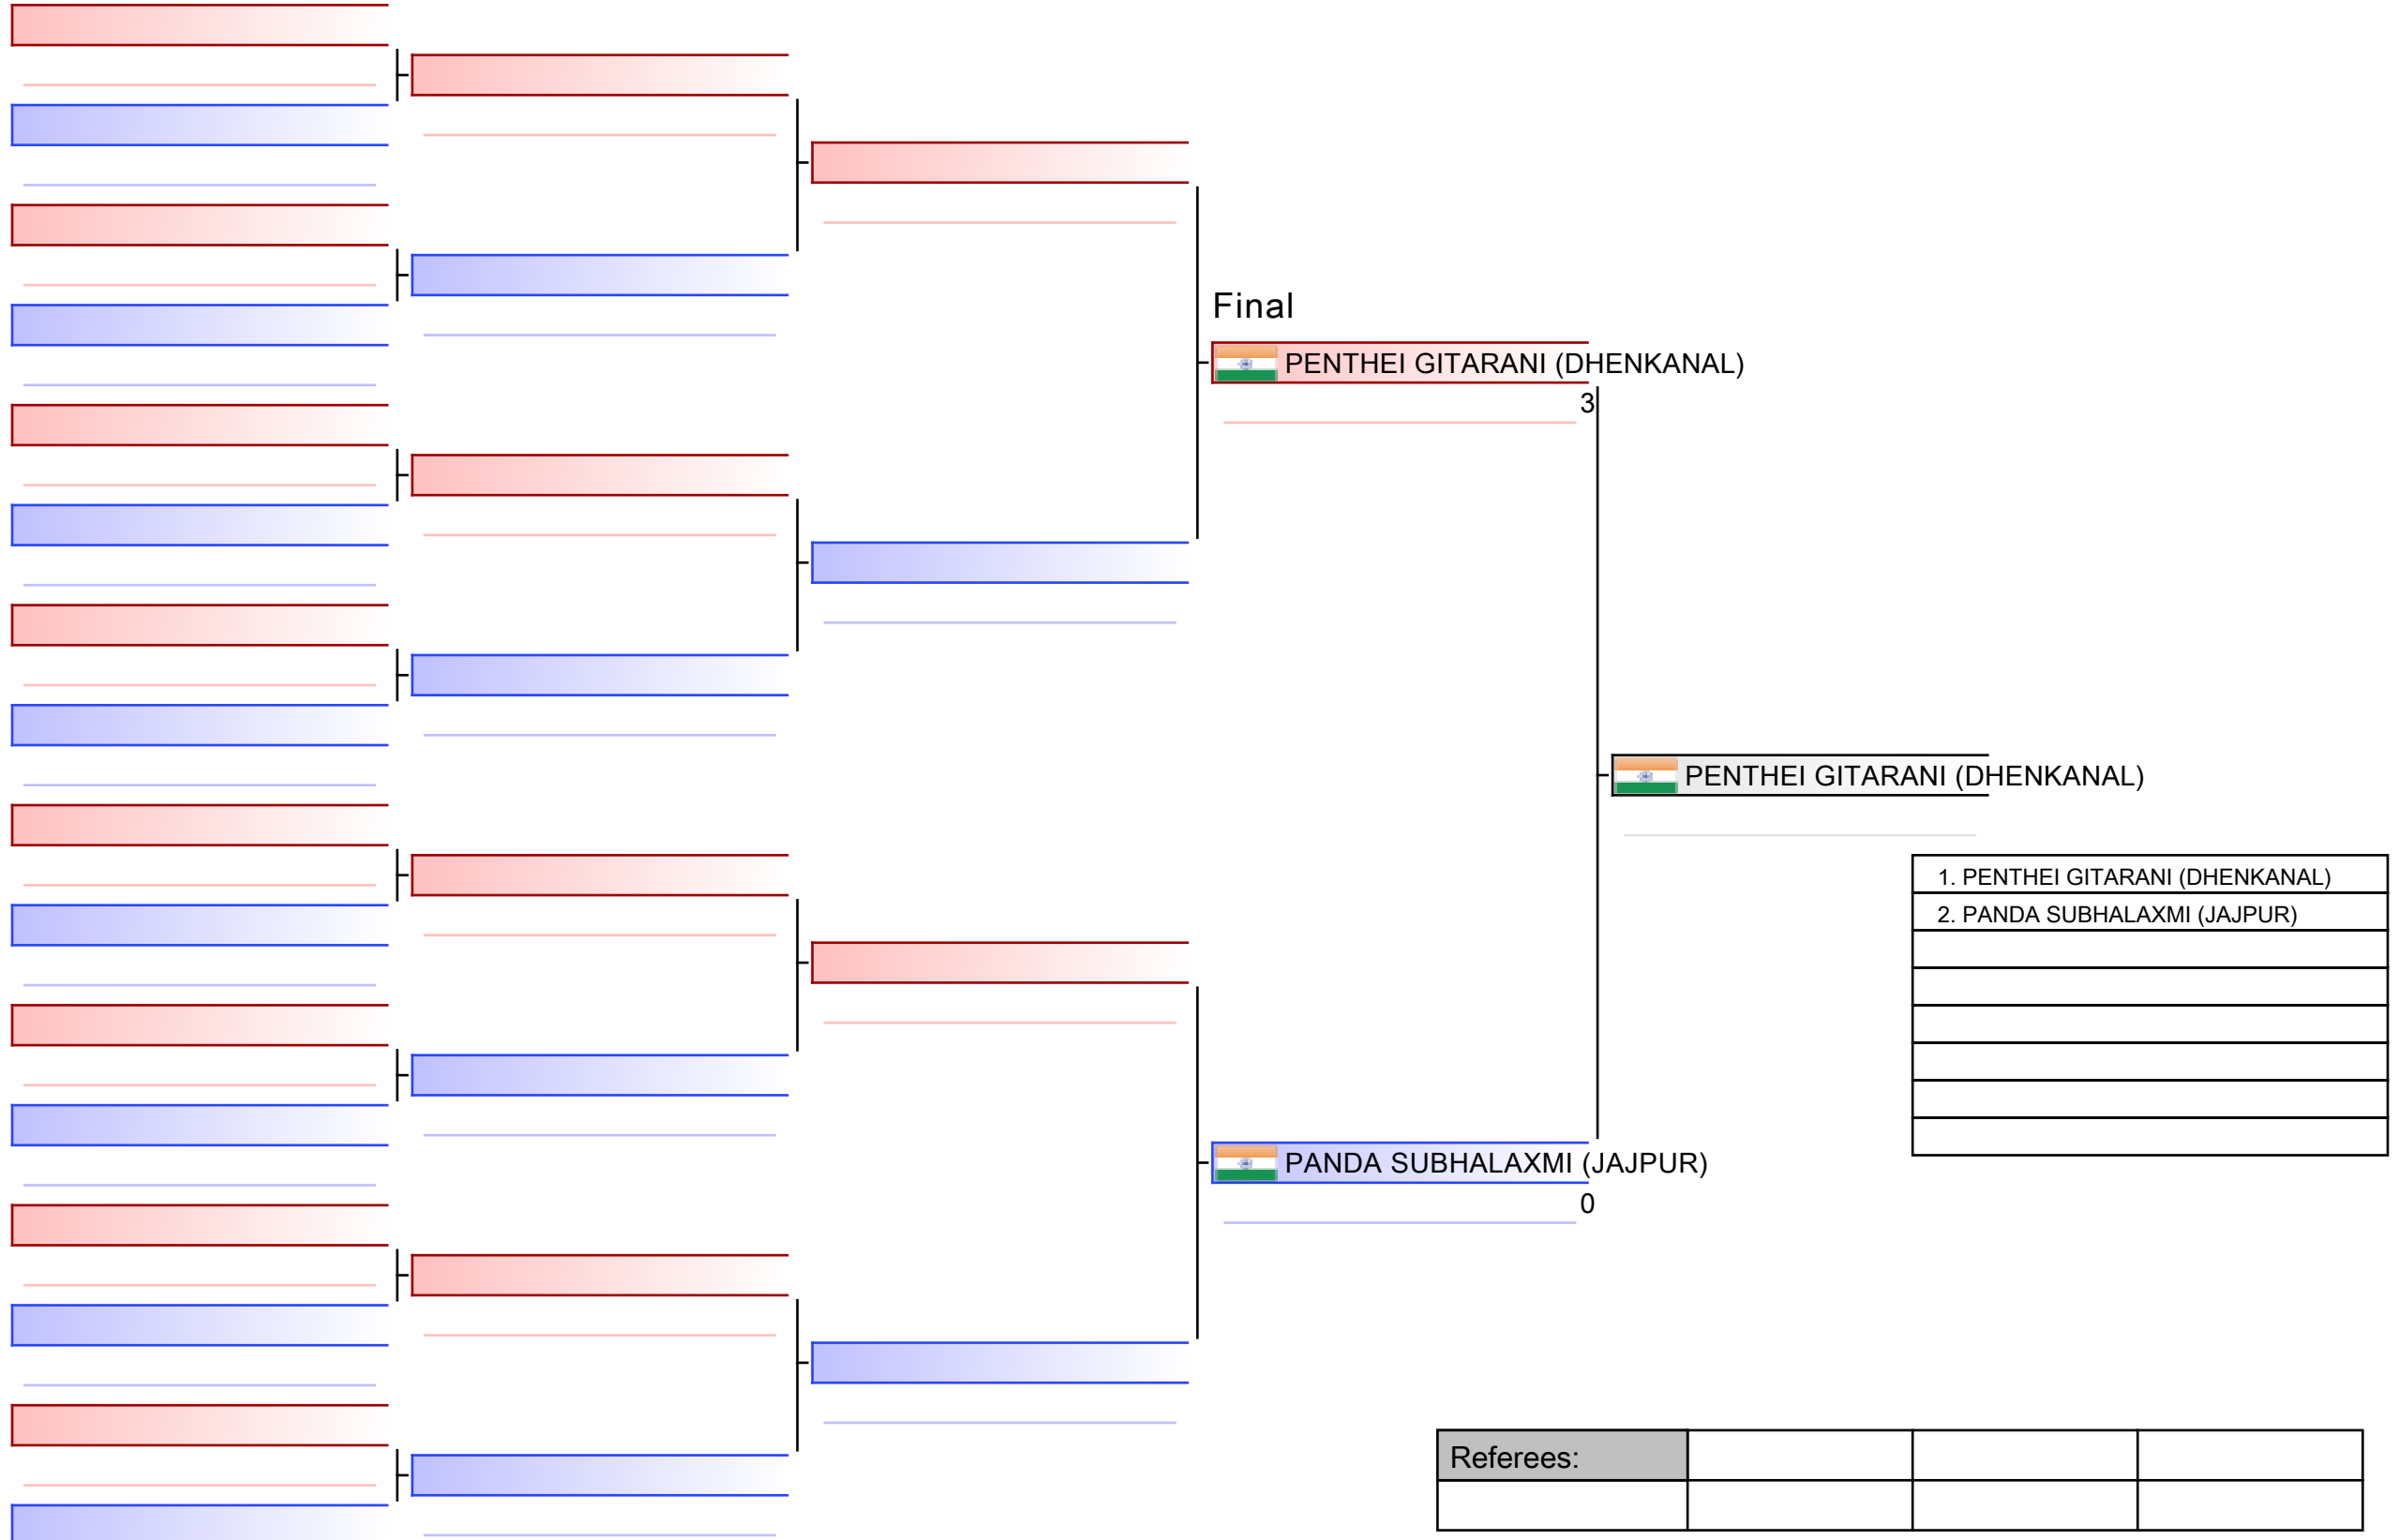 Final
PENTHEI GITARANI (DHENKANAL)
3
PENTHEI GITARANI (DHENKANAL)
1. PENTHEI GITARANI (DHENKANAL)
2. PANDA SUBHALAXMI (JAJPUR)
PANDA SUBHALAXMI (JAJPUR)
0
Referees: